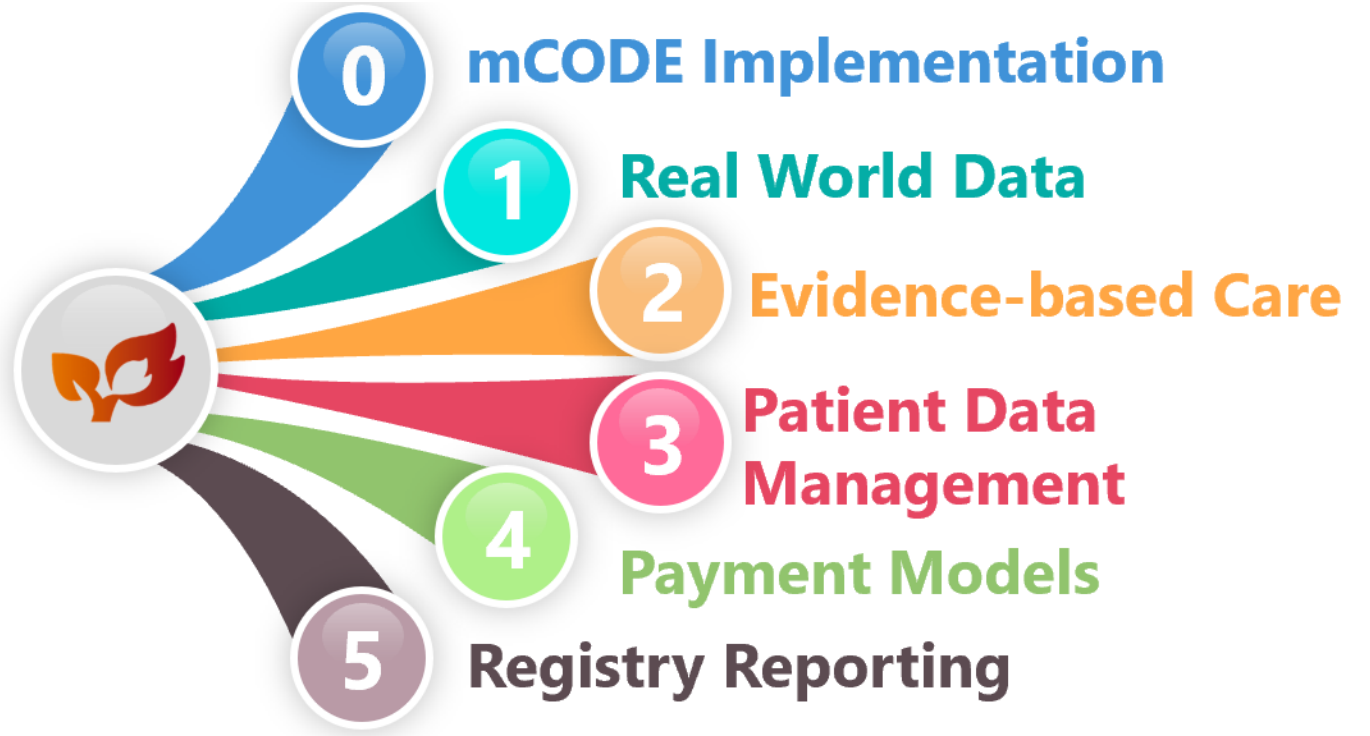 0 mCODE Implementation
1 Real World Data
2 Evidence-based Care
3 Patient Data
Management
4 Payment Models
5 Registry Reporting